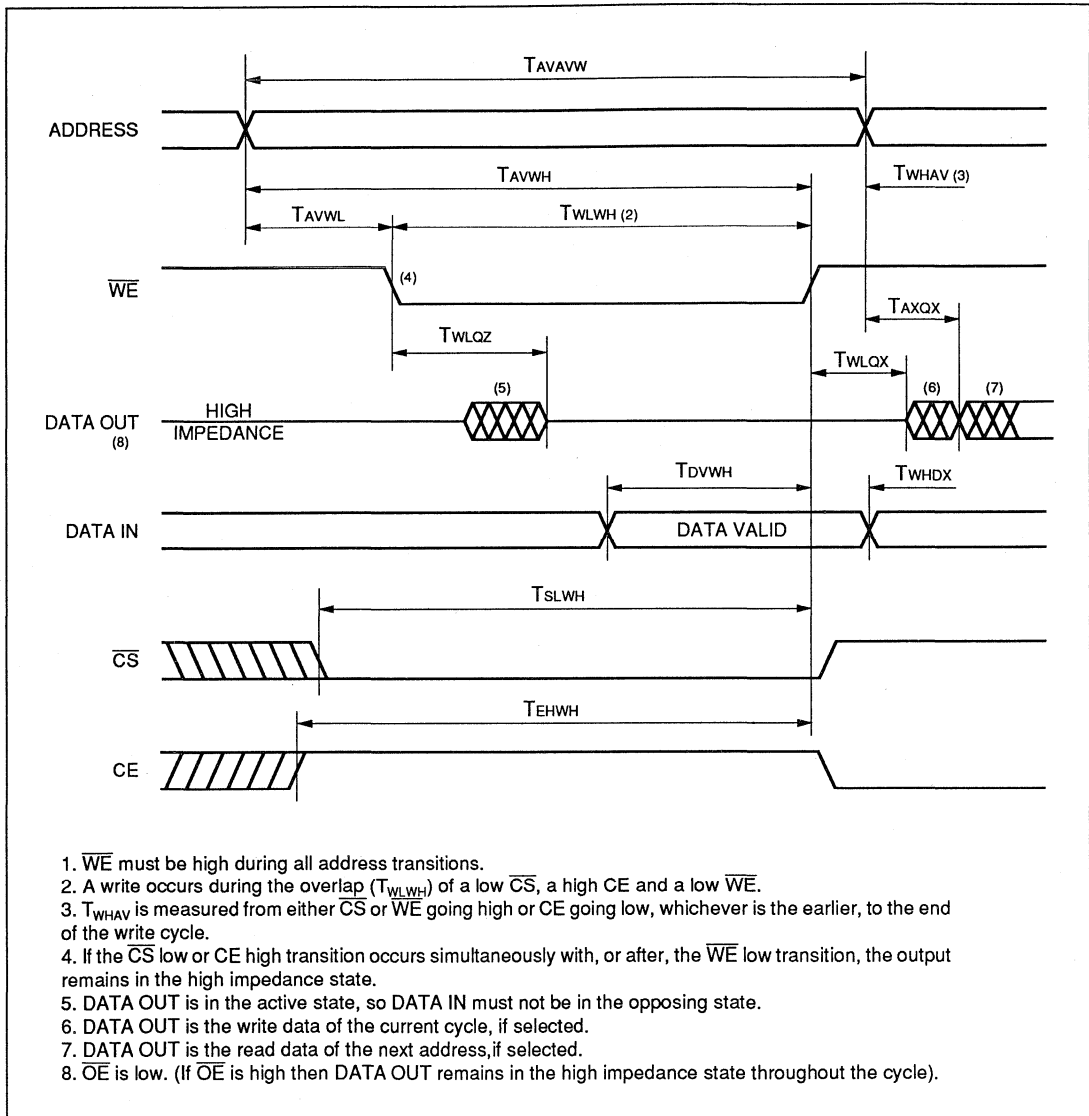 TAVAVW
ADDRESS
TAVWH
TWHAV (3)
TAVWL
TWLWH (2)
WE
(4)
TAXQX
TWLQZ
TWLQX
(5)
(6)
(7)
DATA OUT
(8)
HIGH
IMPEDANCE
TDVWH
TWHDX
DATA IN
DATA VALID
TSLWH
CS
TEHWH
CE
1. WE must be high during all address transitions.
2. A write occurs during the overlap (TWLWH) of a low CS, a high CE and a low WE.
3. TWHAV is measured from either CS or WE going high or CE going low, whichever is the earlier, to the end
of the write cycle.
4. If the CS low or CE high transition occurs simultaneously with, or after, the WE low transition, the output
remains in the high impedance state.
5. DATA OUT is in the active state, so DATA IN must not be in the opposing state.
6. DATA OUT is the write data of the current cycle, if selected.
7. DATA OUT is the read data of the next address,if selected.
8. OE is low. (If OE is high then DATA OUT remains in the high impedance state throughout the cycle).